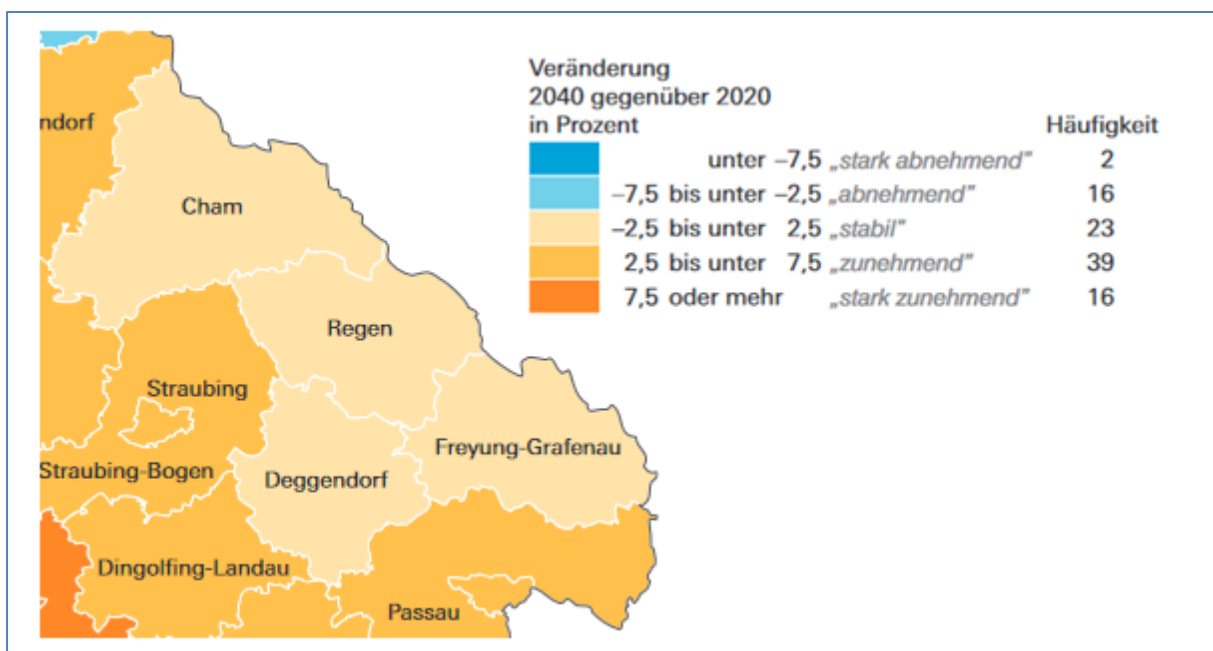 Veränderung
2040 gegenüber 2020
in Prozent Häufigkeit
unter –7,5 „stark abnehmend” 2
–7,5 bis unter –2,5 „abnehmend” 16
–2,5 bis unter 2,5 „stabil” 23
2,5 bis unter 7,5 „zunehmend” 39
7,5 oder mehr „stark zunehmend” 16
ndorf
Cham
Regen
Straubing
Freyung-Grafenau
Straubing-Bogen
Deggendorf
Dingolfing-Landau
Passau